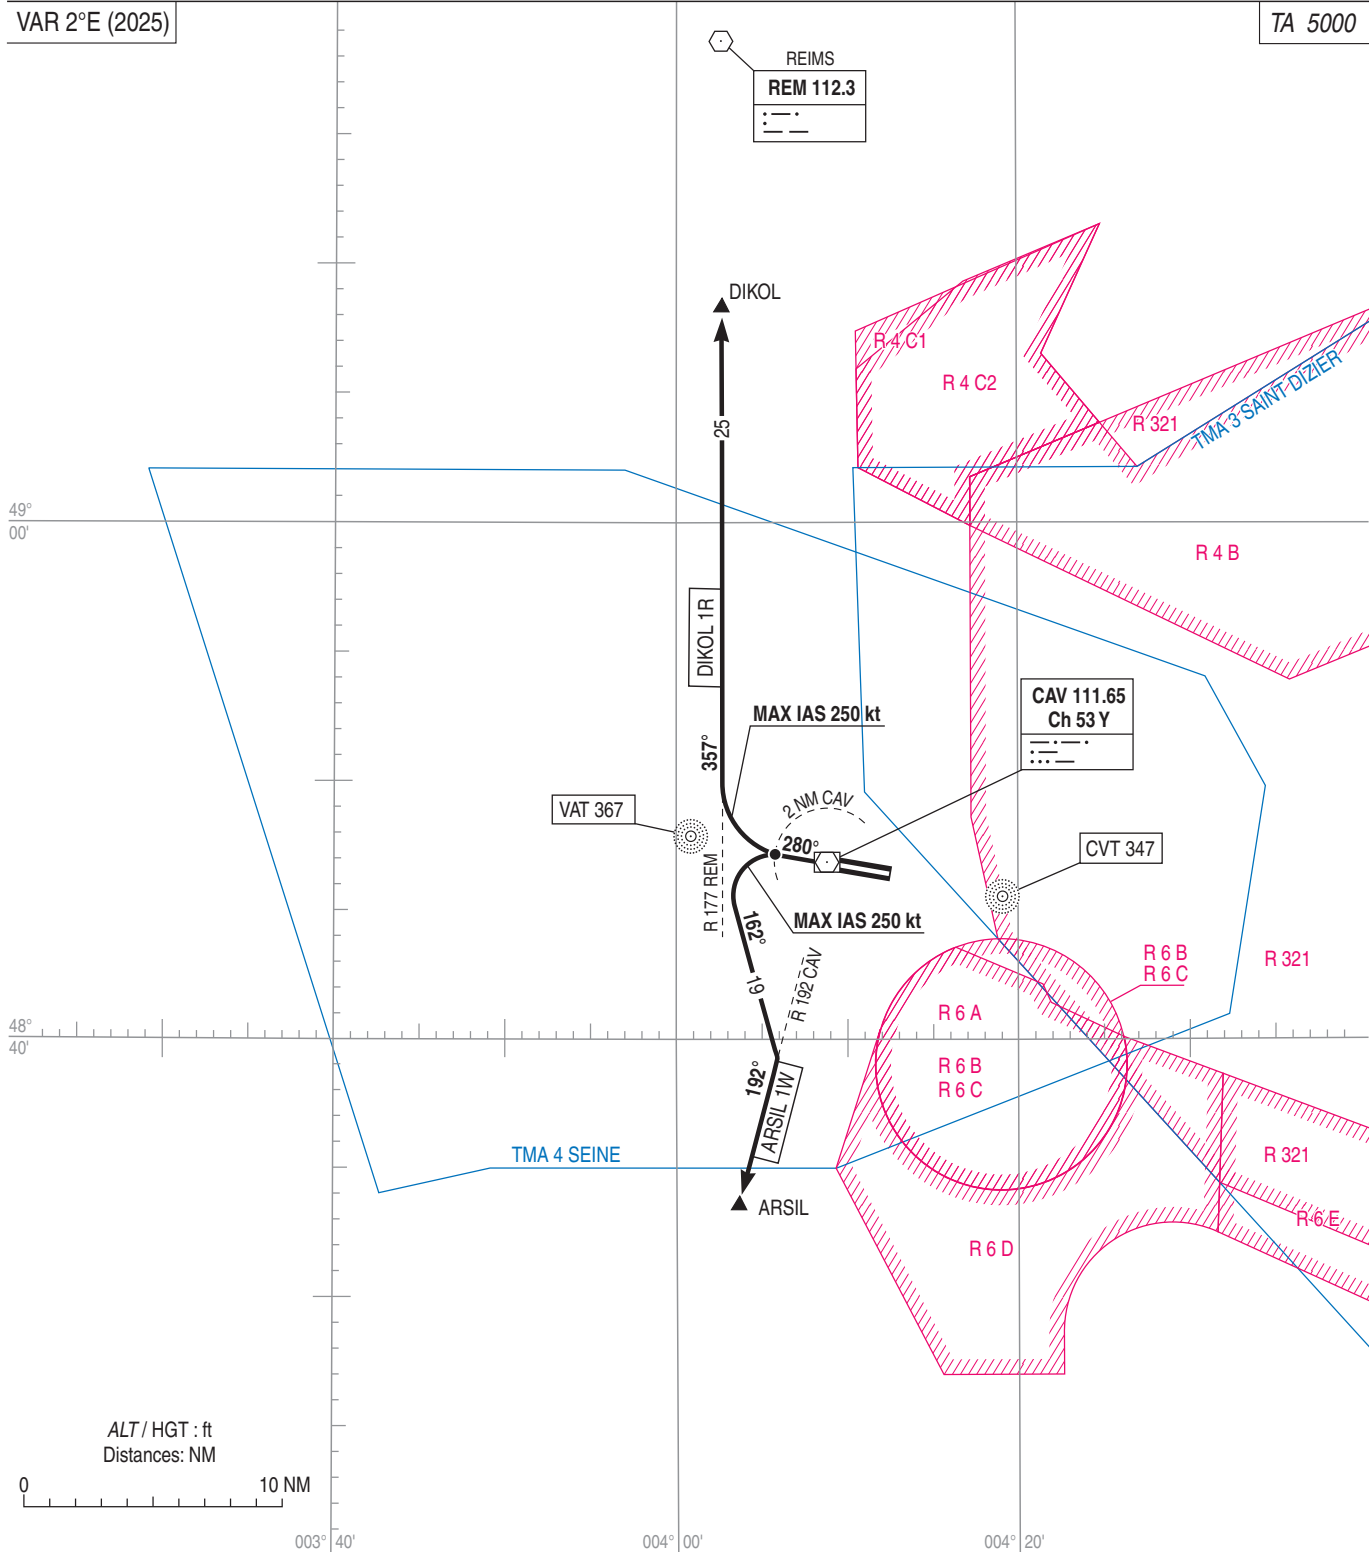 VAR 2°E (2025)
TA 5000
REIMS
REM 112.3
DIKOL
R 4 C1
R 4 C2
R 321
TMA 3 SAINT DIZIER
25
49°
00'
R 4 B
DIKOL 1R
CAV 111.65
Ch 53 Y
MAX IAS 250 kt
357°
VAT 367
2 NM CAV
280°
CVT 347
R 177 REM
MAX IAS 250 kt
162°
R 6 B
R 6 C
R 321
19
R 192 CAV
R 6 A
48°
40'
R 6 B
R 6 C
192°
ARSIL 1W
TMA 4 SEINE
R 321
ARSIL
R 6 E
R 6 D
ALT / HGT : ft
Distances: NM
0
10 NM
003° 40'
004° 00'
004° 20'